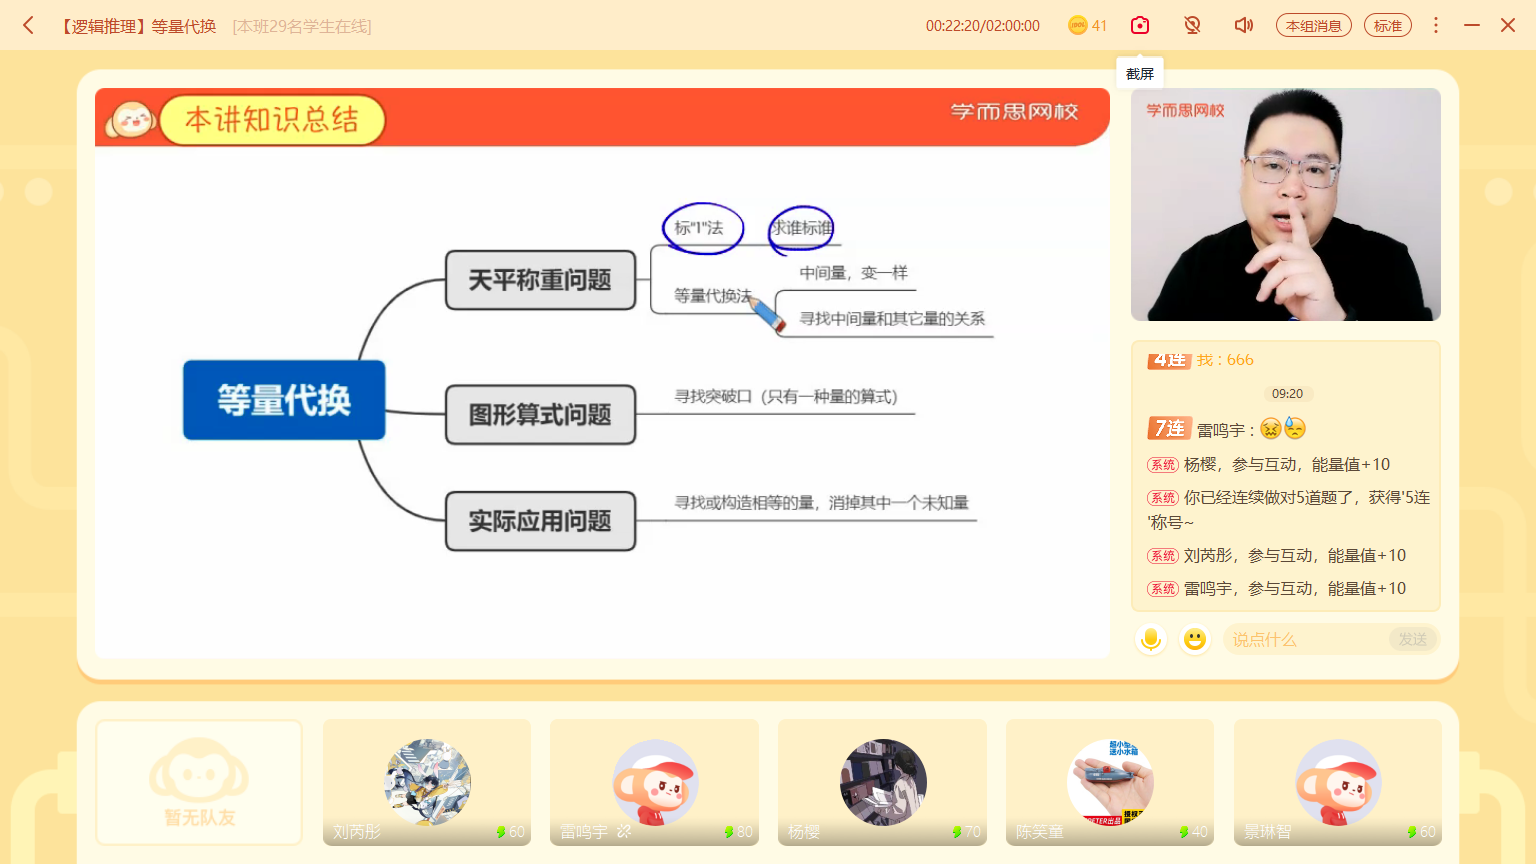 【逻辑推理】等量代换 [本班29名学生在线]
00:22:20/02:00:00
41
本组消息
标准
截屏
本讲知识总结
学而思网校
学而思网校
标"1"法
求谁标谁
天平称重问题
中间量，变一样
等量代换法
寻找中间量和其它量的关系
等量代换
图形算式问题
寻找突破口（只有一种量的算式）
实际应用问题
寻找或构造相等的量，消掉其中一个未知量
4连 我：666
09:20
7连 雷鸣宇：
系统 杨樱，参与互动，能量值+10
系统 你已经连续做对5道题了，获得'5连
'称号~
系统 刘芮彤，参与互动，能量值+10
系统 雷鸣宇，参与互动，能量值+10
说点什么
发送
暂无队友
刘芮彤 60
雷鸣宇 80
杨樱 70
陈笑童 40
景琳智 60